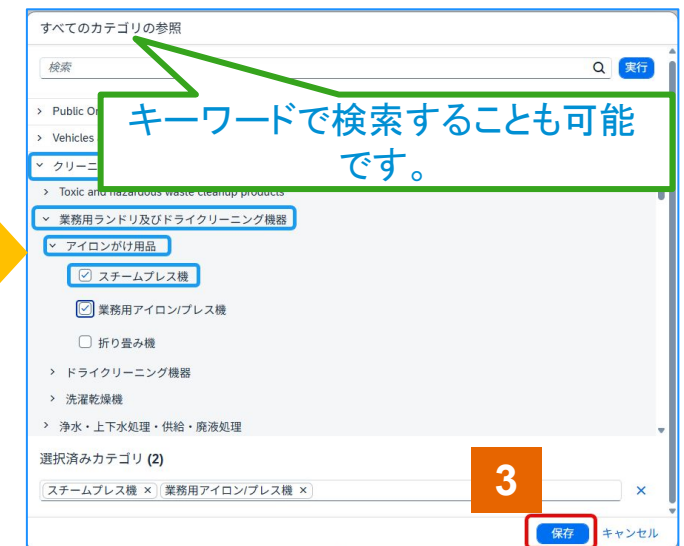 すべてのカテゴリの参照
検索
実行
キーワードで検索することも可能
です。
Public
Vehicles
Toxic and hazardous waste cleanup products
業務用ランドリ及びドライクリーニング機器
アイロンがけ用品
スチームプレス機
業務用アイロン/プレス機
折り畳み機
ドライクリーニング機器
洗濯乾燥機
浄水・上下水処理・供給・廃液処理
選択済みカテゴリ (2)
スチームプレス機 × 業務用アイロン/プレス機 ×
3
保存 キャンセル